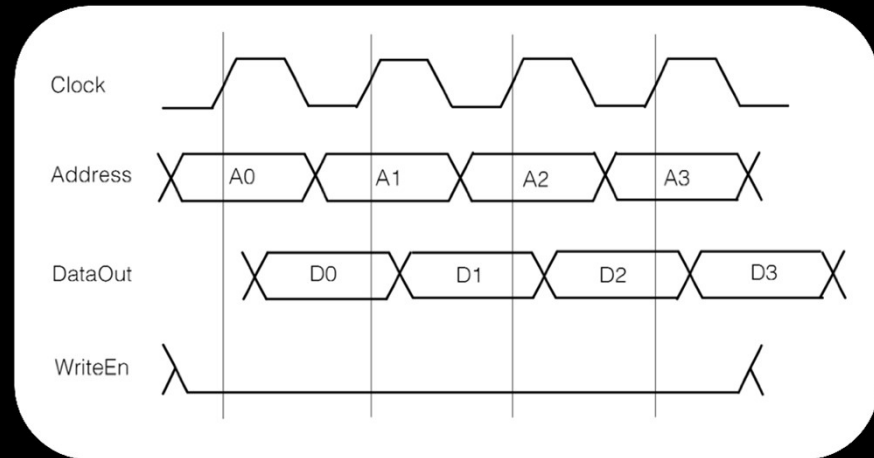 Clock
Address A0 A1 A2 A3
DataOut D0 D1 D2 D3
WriteEn